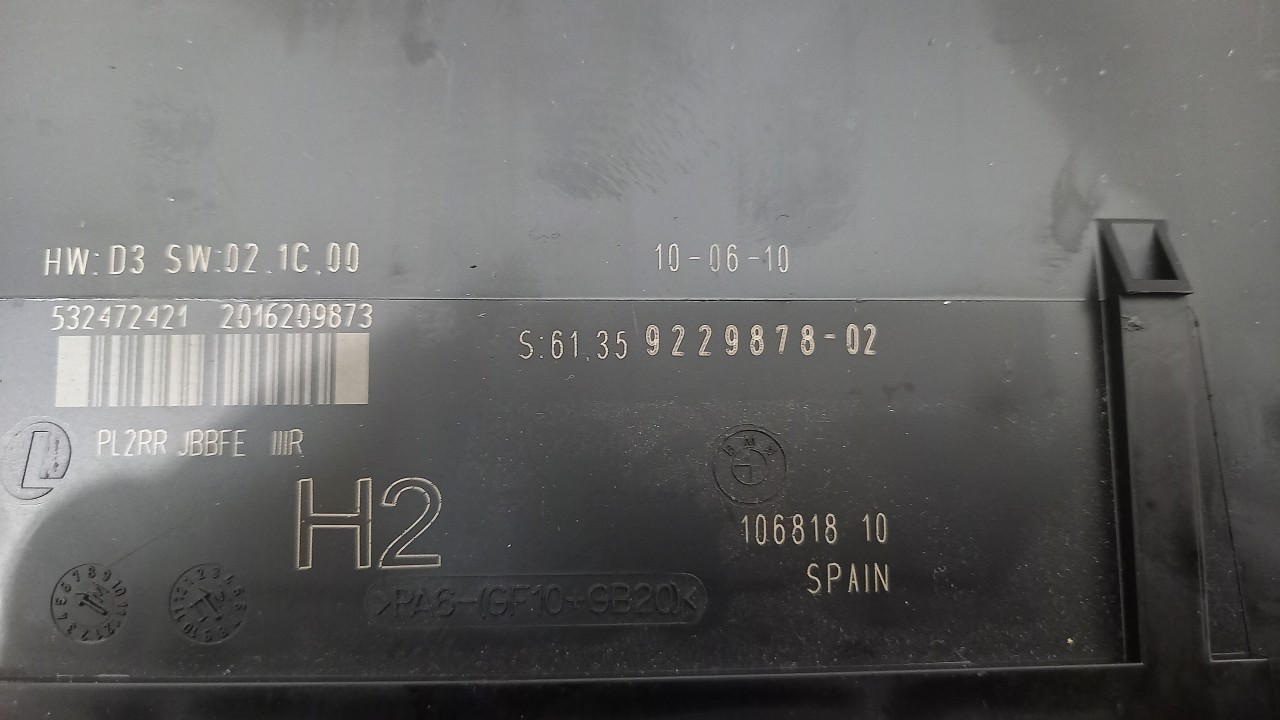 HW:D3 SW:02.1C.00
10-06-10
532472421 2016209873
S:61.35 9229878-02
PL2RR JBBFE IIIR
BMW
H2
106818 10
SPAIN
>PA6-(GF10+GB20)<